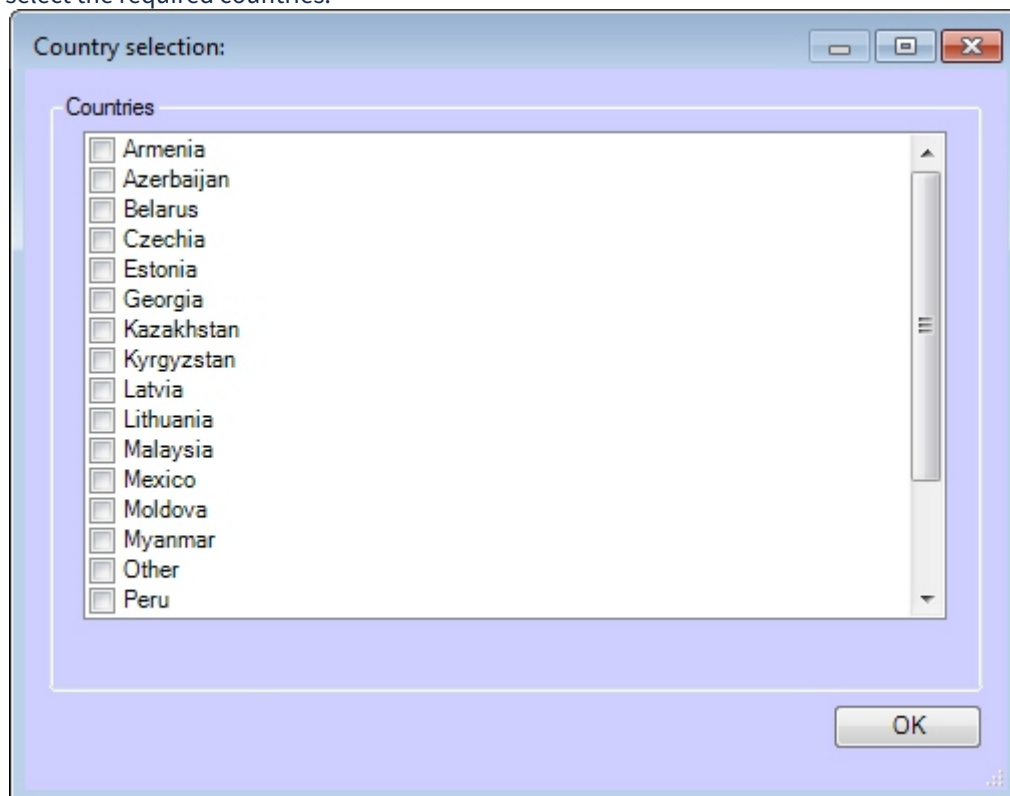 select the required countries.
Country selection:
Countries
Armenia
Azerbaijan
Belarus
Czechia
Estonia
Georgia
Kazakhstan
Kyrgyzstan
Latvia
Lithuania
Malaysia
Mexico
Moldova
Myanmar
Other
Peru
OK